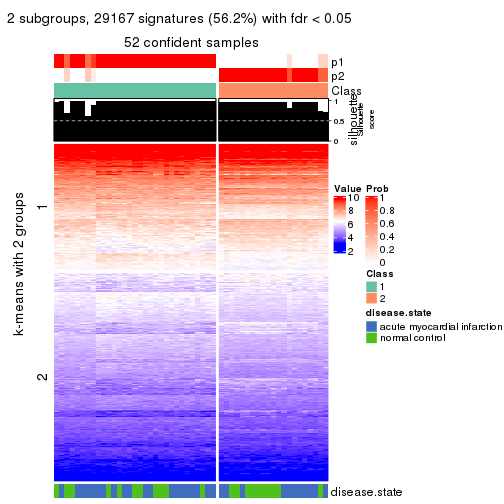 2 subgroups, 29167 signatures (56.2%) with fdr < 0.05
52 confident samples
p1
p2
Class
1
0.5
0
silhouette
Silhouette
score
k-means with 2 groups
1
2
Value
10
8
6
4
2
Prob
1
0.8
0.6
0.4
0.2
0
Class
1
2
disease.state
acute myocardial infarction
normal control
disease.state